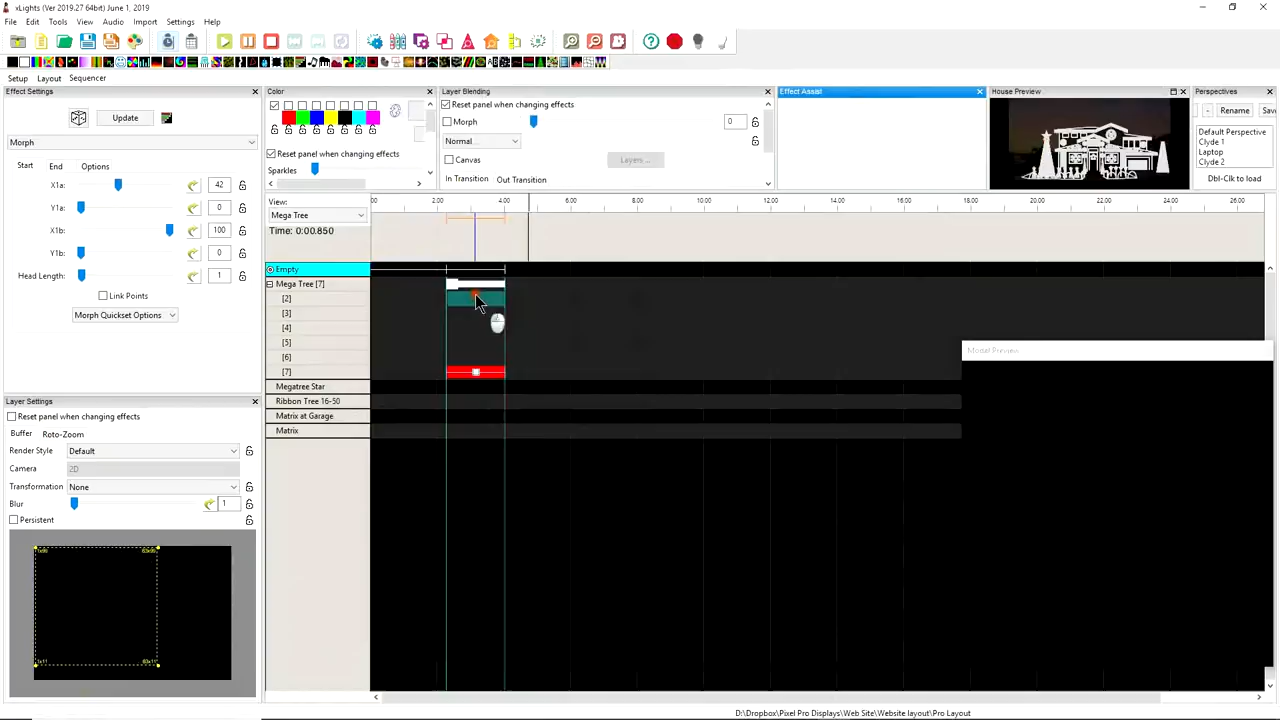 xLights (Ver 2019.27 64bit) June 1, 2019
File Edit Tools View Audio Import Settings Help
Setup Layout Sequencer
Effect Settings
Update
Morph
Start End Options
X1a: 42
Y1a: 0
X1b: 100
Y1b: 0
Head Length: 1
Link Points
Morph Quickset Options
Layer Settings
Reset panel when changing effects
Buffer Roto-Zoom
Render Style Default
Camera 2D
Transformation None
Blur 1
Persistent
Color
Reset panel when changing effects
Sparkles
Layer Blending
Reset panel when changing effects
Morph 0
Normal
Canvas Layers ...
In Transition Out Transition
Effect Assist
House Preview
Perspectives
- Rename Sav
Default Perspective
Clyde 1
Laptop
Clyde 2
Dbl-Clk to load
View:
Mega Tree
Time: 0:00.850
:00 2.00 4.00 6.00 8.00 10.00 12.00 14.00 16.00 18.00 20.00 22.00 24.00 26.00
Empty
Mega Tree [7]
[2]
[3]
[4]
[5]
[6]
[7]
Megatree Star
Ribbon Tree 16-50
Matrix at Garage
Matrix
Model Preview
D:\Dropbox\Pixel Pro Displays\Web Site\Website layout\Pro Layout